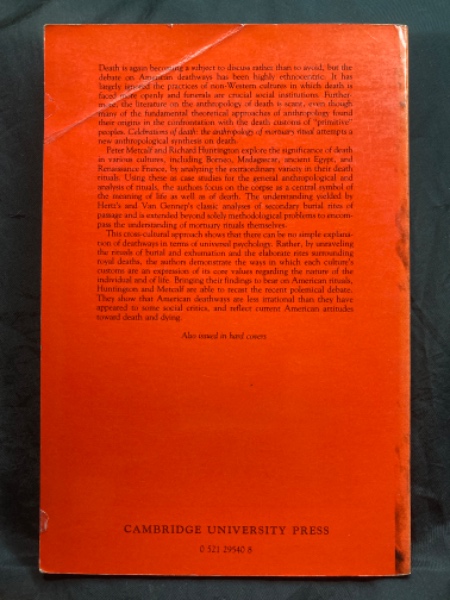 Death is again becoming a subject to discuss rather than to avoid, but the
debate on American deathways has been highly ethnocentric. It has
largely ignored the practices of non-Western cultures in which death is
faced more openly and funerals are crucial social institutions. Further-
more, the literature on the anthropology of death is scant, even though
many of the fundamental theoretical approaches of anthropology found
their origins in the confrontation with the death customs of "primitive"
peoples. Celebrations of death: the anthropology of mortuary ritual attempts a
new anthropological synthesis on death.
Peter Metcalf and Richard Huntington explore the significance of death
in various cultures, including Borneo, Madagascar, ancient Egypt, and
Renaissance France, by analyzing the extraordinary variety in their death
rituals. Using these as case studies for the general anthropological and
analysis of rituals, the authors focus on the corpse as a central symbol of
the meaning of life as well as of death. The understanding yielded by
Hertz's and Van Gennep's classic analyses of secondary burial rites of
passage and is extended beyond solely methodological problems to encom-
pass the understanding of mortuary rituals themselves.
This cross-cultural approach shows that there can be no simple explana-
tion of deathways in terms of universal psychology. Rather, by unraveling
the rituals of burial and exhumation and the elaborate rites surrounding
royal deaths, the authors demonstrate the ways in which each culture's
customs are an expression of its core values regarding the nature of the
individual and of life. Bringing their findings to bear on American rituals,
Huntington and Metcalf are able to recast the recent polemical debate.
They show that American deathways are less irrational than they have
appeared to some social critics, and reflect current American attitudes
toward death and dying.
Also issued in hard covers
CAMBRIDGE UNIVERSITY PRESS
0 521 29540 8